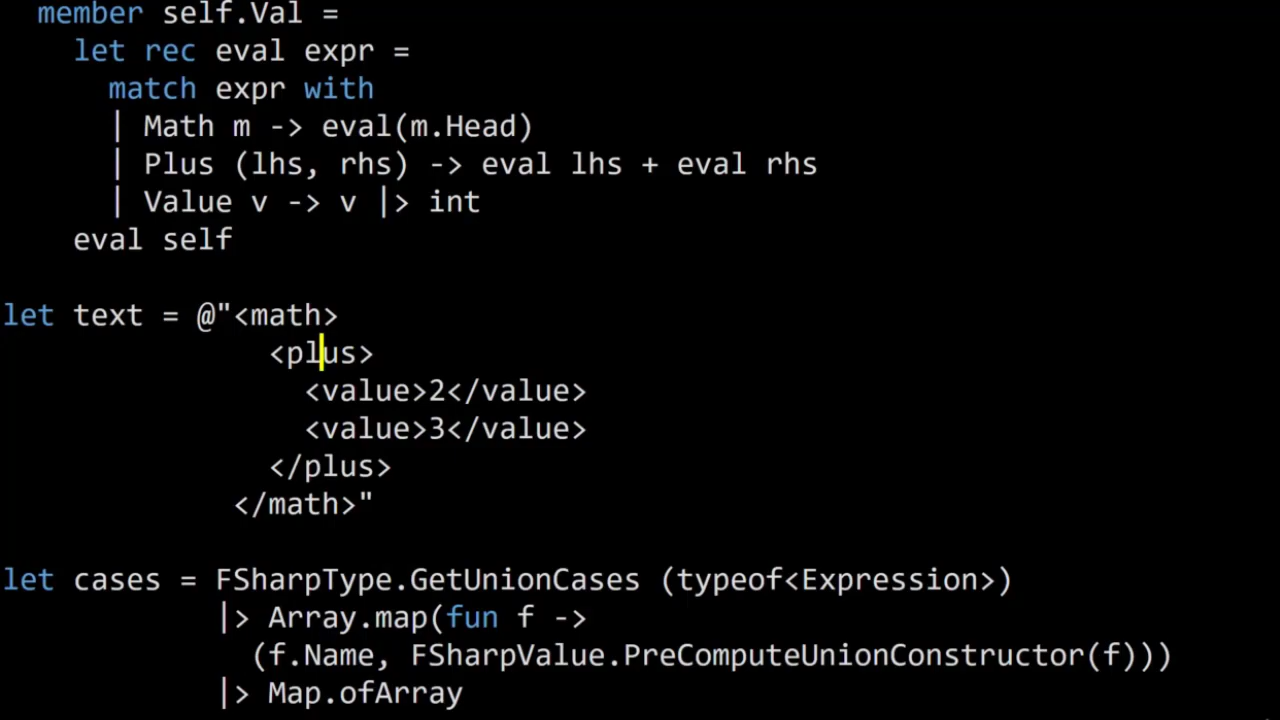 member self.Val =
let rec eval expr =
match expr with
| Math m -> eval(m.Head)
| Plus (lhs, rhs) -> eval lhs + eval rhs
| Value v -> v |> int
eval self
let text = @"<math>
<plus>
<value>2</value>
<value>3</value>
</plus>
</math>"
let cases = FSharpType.GetUnionCases (typeof<Expression>)
|> Array.map(fun f ->
(f.Name, FSharpValue.PreComputeUnionConstructor(f)))
|> Map.ofArray